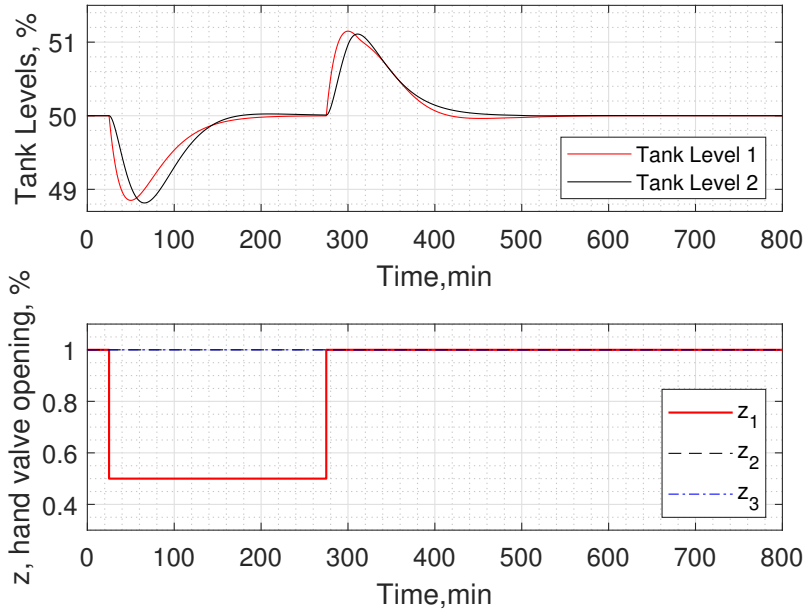 Tank Levels, %
51
50
49
Tank Level 1
Tank Level 2
0 100 200 300 400 500 600 700 800
Time,min
z, hand valve opening, %
1
0.8
0.6
0.4
z1
z2
z3
0 100 200 300 400 500 600 700 800
Time,min